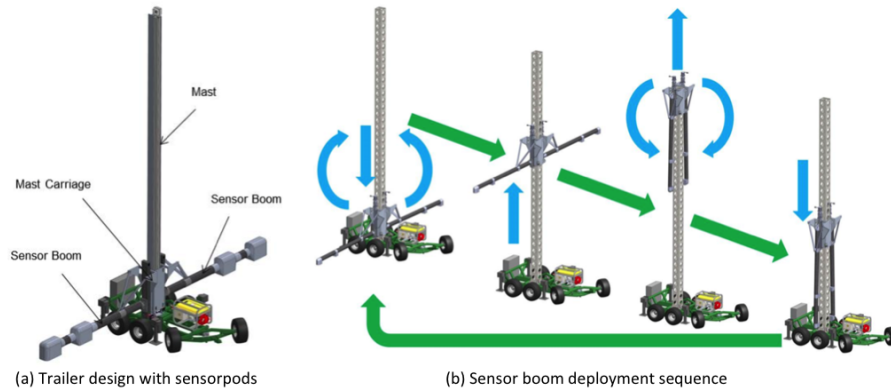 Mast
Mast Carriage
Sensor Boom
Sensor Boom
(a) Trailer design with sensorpods
(b) Sensor boom deployment sequence